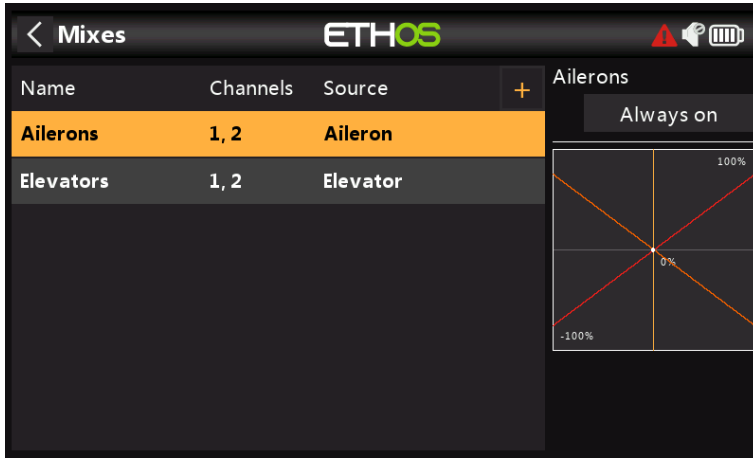 Mixes
ETHOS
Name Channels Source +
Ailerons 1, 2 Aileron
Elevators 1, 2 Elevator
Ailerons
Always on
100%
0%
-100%